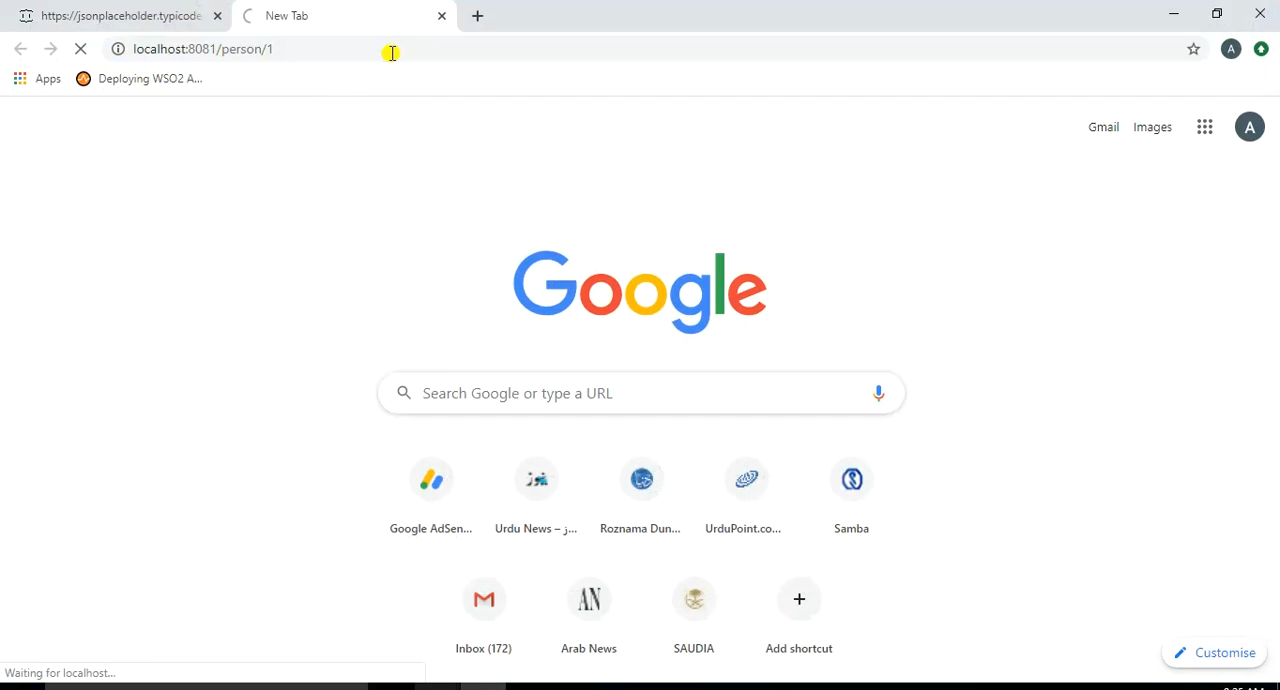 https://jsonplaceholder.typicode
New Tab
localhost:8081/person/1
A
Apps
Deploying WSO2 A...
Gmail Images A
Google
Search Google or type a URL
Google AdSen... Urdu News – ز... Roznama Dun... UrduPoint.co... Samba
AN
Inbox (172) Arab News SAUDIA Add shortcut
Customise
Waiting for localhost...